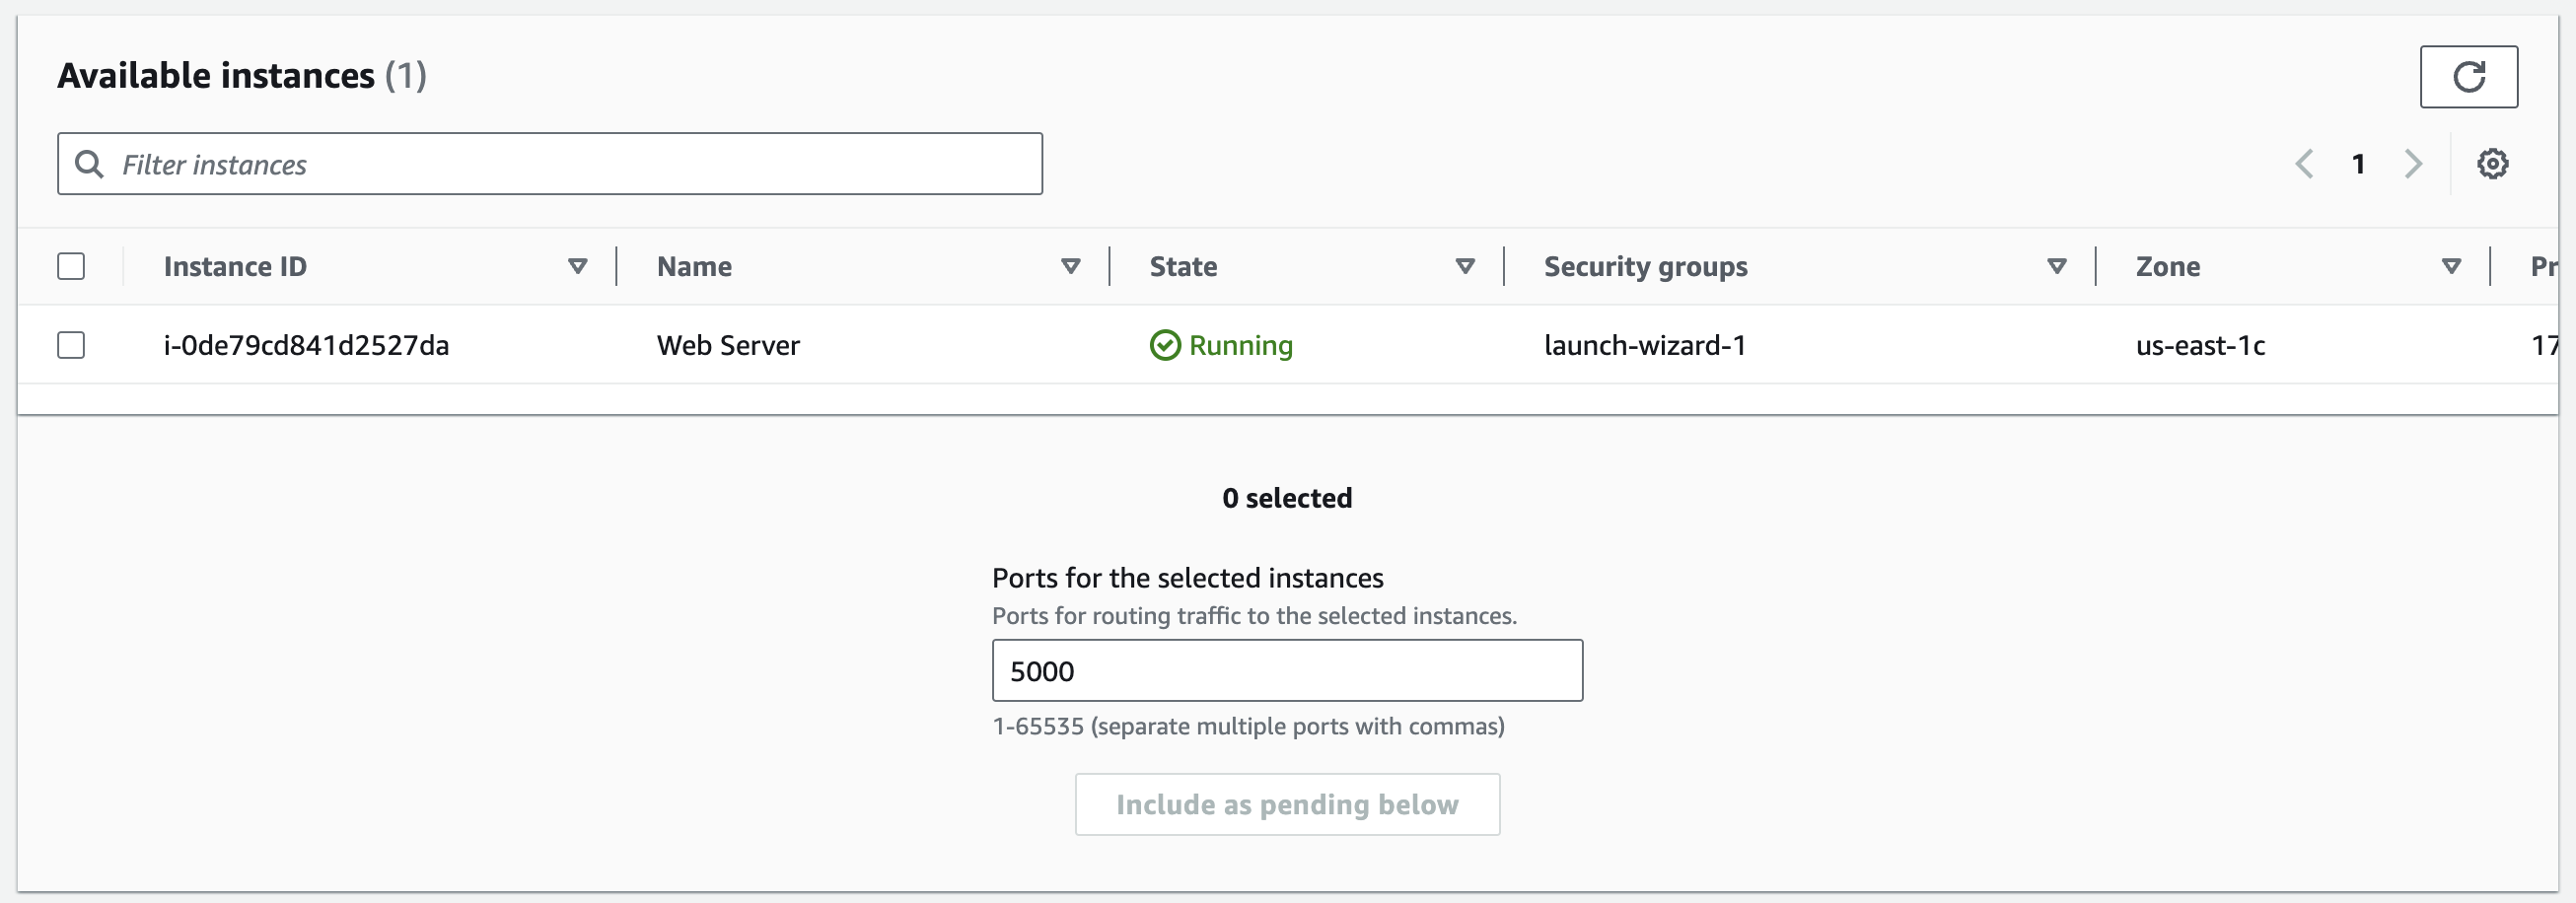 Available instances (1)
Filter instances
1
Instance ID Name State Security groups Zone Pr
i-0de79cd841d2527da Web Server Running launch-wizard-1 us-east-1c 17
0 selected
Ports for the selected instances
Ports for routing traffic to the selected instances.
5000
1-65535 (separate multiple ports with commas)
Include as pending below